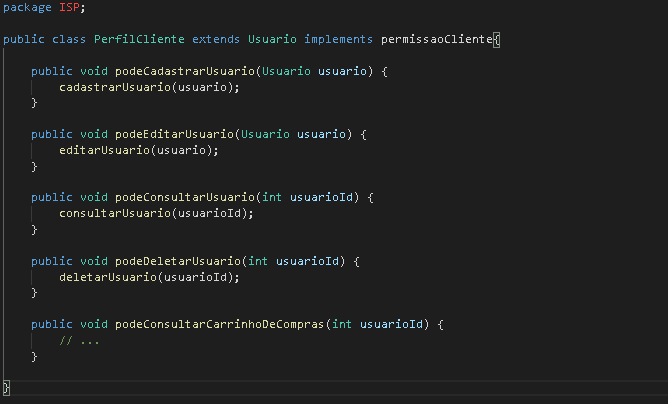 package ISP;
public class PerfilCliente extends Usuario implements permissaoCliente{
public void podeCadastrarUsuario(Usuario usuario) {
cadastrarUsuario(usuario);
}
public void podeEditarUsuario(Usuario usuario) {
editarUsuario(usuario);
}
public void podeConsultarUsuario(int usuarioId) {
consultarUsuario(usuarioId);
}
public void podeDeletarUsuario(int usuarioId) {
deletarUsuario(usuarioId);
}
public void podeConsultarCarrinhoDeCompras(int usuarioId) {
// ...
}
}